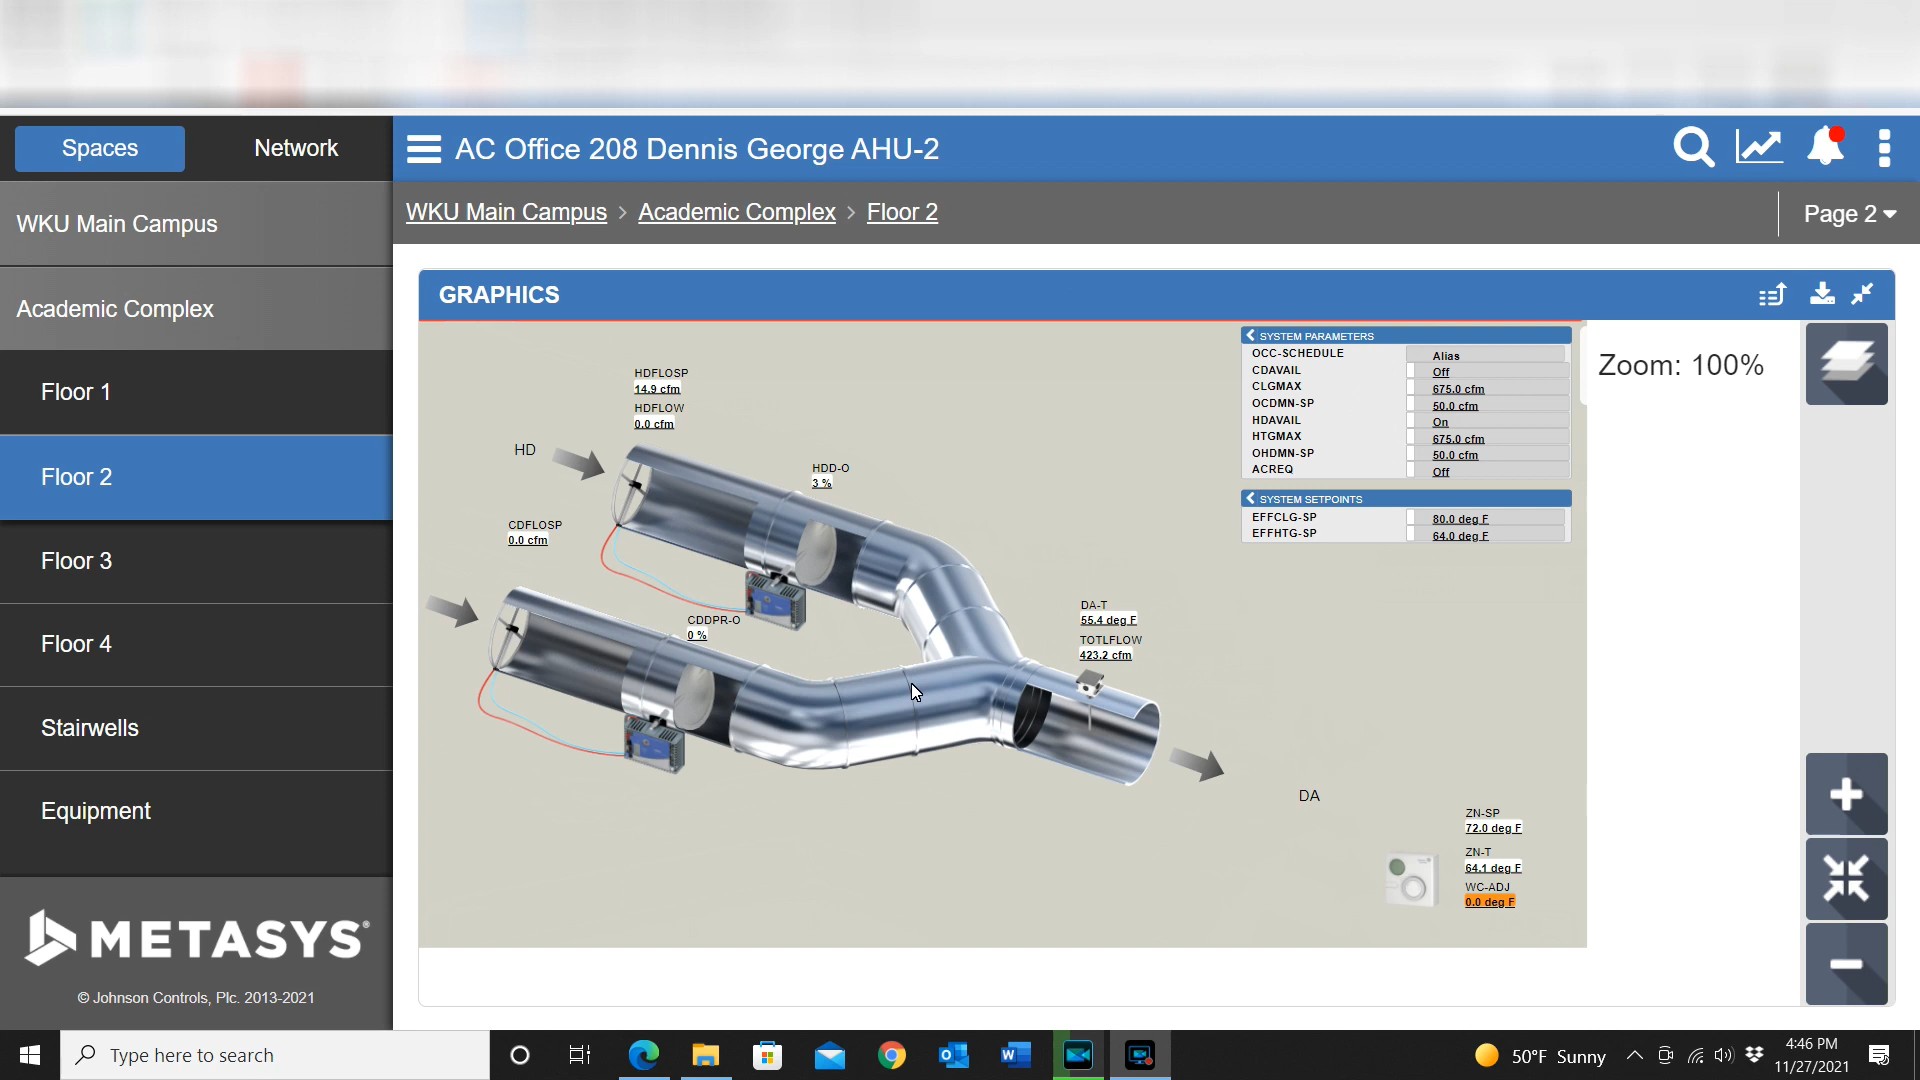 Spaces
Network
AC Office 208 Dennis George AHU-2
WKU Main Campus
WKU Main Campus > Academic Complex > Floor 2
Page 2
Academic Complex
Floor 1
Floor 2
Floor 3
Floor 4
Stairwells
Equipment
METASYS®
© Johnson Controls, Plc. 2013-2021
GRAPHICS
Zoom: 100%
HDFLOSP
14.9 cfm
HDFLOW
0.0 cfm
HD
HDD-O
3 %
CDFLOSP
0.0 cfm
CDDPR-O
0 %
DA-T
55.4 deg F
TOTLFLOW
423.2 cfm
DA
SYSTEM PARAMETERS
OCC-SCHEDULE Alias
CDAVAIL Off
CLGMAX 675.0 cfm
OCDMN-SP 50.0 cfm
HDAVAIL On
HTGMAX 675.0 cfm
OHDMN-SP 50.0 cfm
ACREQ Off
SYSTEM SETPOINTS
EFFCLG-SP 80.0 deg F
EFFHTG-SP 64.0 deg F
ZN-SP
72.0 deg F
ZN-T
64.1 deg F
WC-ADJ
0.0 deg F
Type here to search
50°F Sunny
4:46 PM
11/27/2021